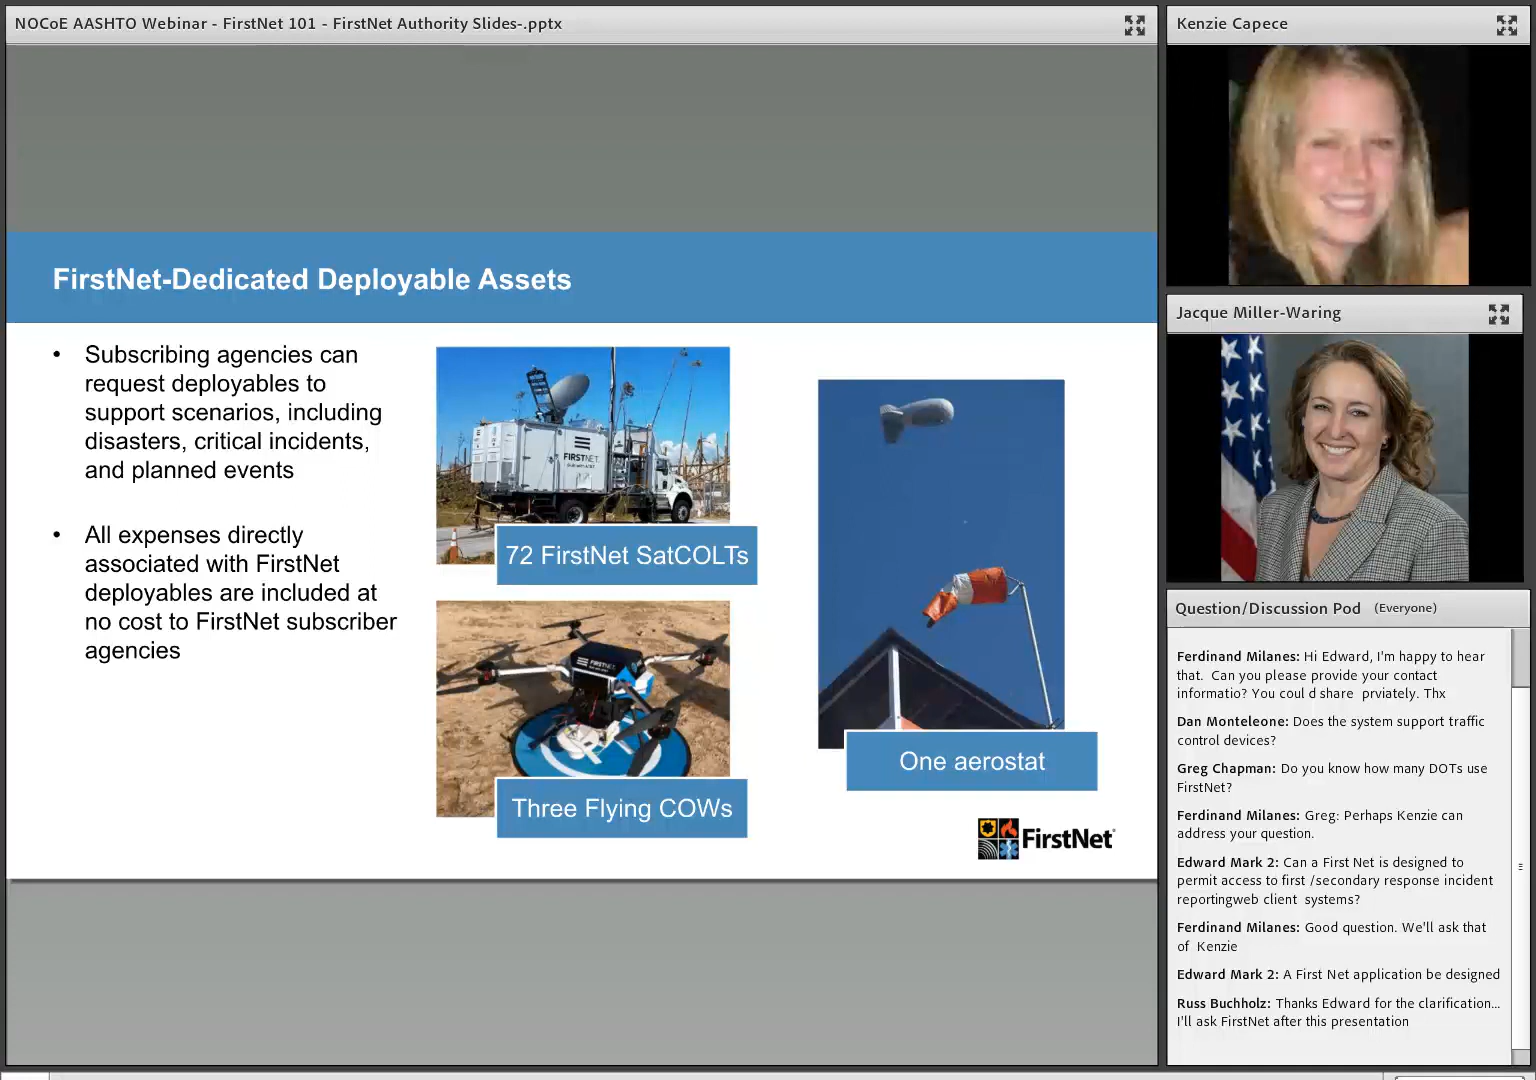 NOCoE AASHTO Webinar - FirstNet 101 - FirstNet Authority Slides-.pptx
FirstNet-Dedicated Deployable Assets
• Subscribing agencies can
request deployables to
support scenarios, including
disasters, critical incidents,
and planned events
• All expenses directly
associated with FirstNet
deployables are included at
no cost to FirstNet subscriber
agencies
FIRSTNET
72 FirstNet SatCOLTs
FIRSTNET
Three Flying COWs
One aerostat
FirstNet
Kenzie Capece
Jacque Miller-Waring
Question/Discussion Pod (Everyone)
Ferdinand Milanes: Hi Edward, I'm happy to hear
that. Can you please provide your contact
informatio? You coul d share prviately. Thx
Dan Monteleone: Does the system support traffic
control devices?
Greg Chapman: Do you know how many DOTs use
FirstNet?
Ferdinand Milanes: Greg: Perhaps Kenzie can
address your question.
Edward Mark 2: Can a First Net is designed to
permit access to first /secondary response incident
reportingweb client systems?
Ferdinand Milanes: Good question. We'll ask that
of Kenzie
Edward Mark 2: A First Net application be designed
Russ Buchholz: Thanks Edward for the clarification...
I'll ask FirstNet after this presentation